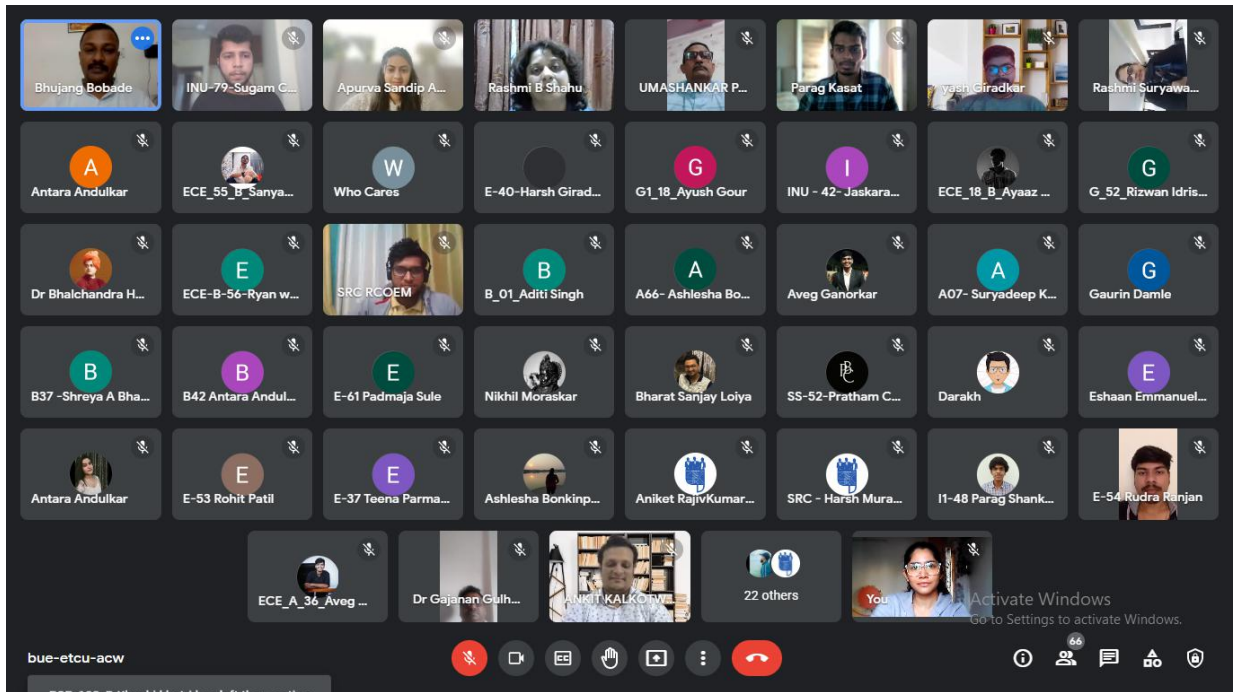 Bhujang Bobade
INU-79-Sugam C...
Apurva Sandip A...
Rashmi B Shahu
UMASHANKAR P...
Parag Kasat
yash Giradkar
Rashmi Suryawa...
A
Antara Andulkar
ECE_55_B_Sanya...
W
Who Cares
E-40-Harsh Girad...
G
G1_18_Ayush Gour
I
INU - 42- Jaskara...
ECE_18_B_Ayaaz ...
G
G_52_Rizwan Idris...
Dr Bhalchandra H...
E
ECE-B-56-Ryan w...
SRC RCOEM
B
B_01_Aditi Singh
A
A66- Ashlesha Bo...
Aveg Ganorkar
A
A07- Suryadeep K...
G
Gaurin Damle
B
B37 -Shreya A Bha...
B
B42 Antara Andul...
E
E-61 Padmaja Sule
Nikhil Moraskar
Bharat Sanjay Loiya
SS-52-Pratham C...
Darakh
E
Eshaan Emmanuel...
Antara Andulkar
E
E-53 Rohit Patil
E
E-37 Teena Parma...
Ashlesha Bonkinp...
Aniket RajivKumar...
SRC - Harsh Mura...
I1-48 Parag Shank...
E-54 Rudra Ranjan
ECE_A_36_Aveg ...
Dr Gajanan Gulh...
ANKIT KALKOTW...
22 others
You
Activate Windows
Go to Settings to activate Windows.
bue-etcu-acw
CC
66